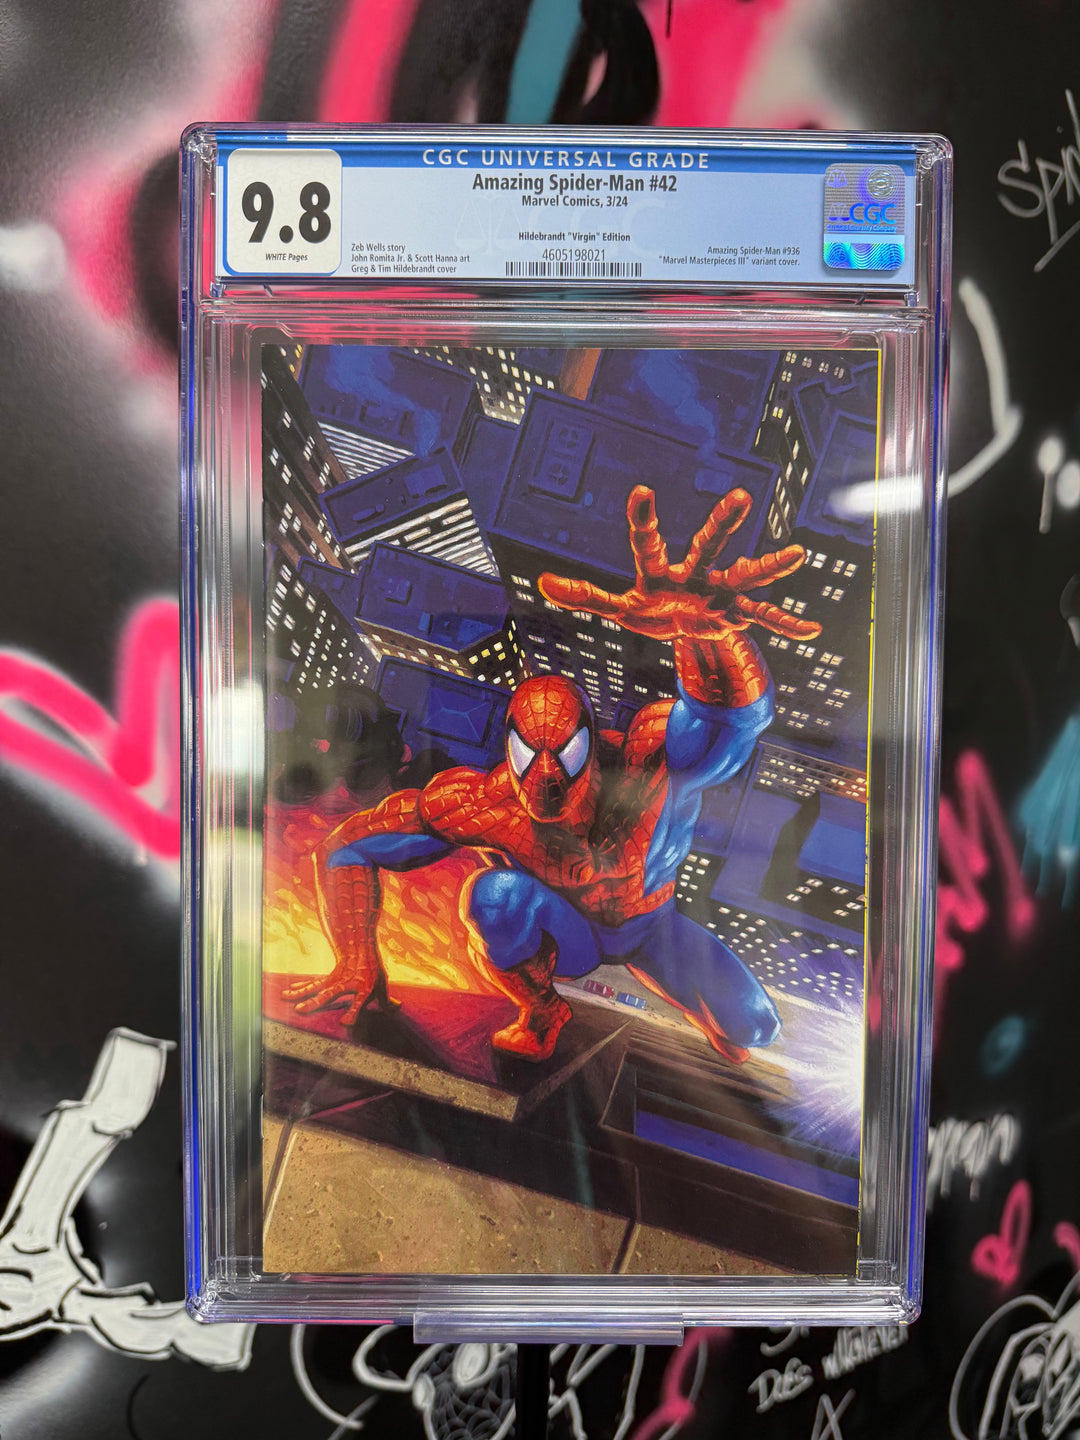 CGC UNIVERSAL GRADE
9.8
WHITE Pages
Amazing Spider-Man #42
Marvel Comics, 3/24
Hildebrandt "Virgin" Edition
4605198021
Zeb Wells story
John Romita Jr. & Scott Hanna art
Greg & Tim Hildebrandt cover
Amazing Spider-Man #936
"Marvel Masterpieces III" variant cover.
CGC
DOES WHATEVER
A